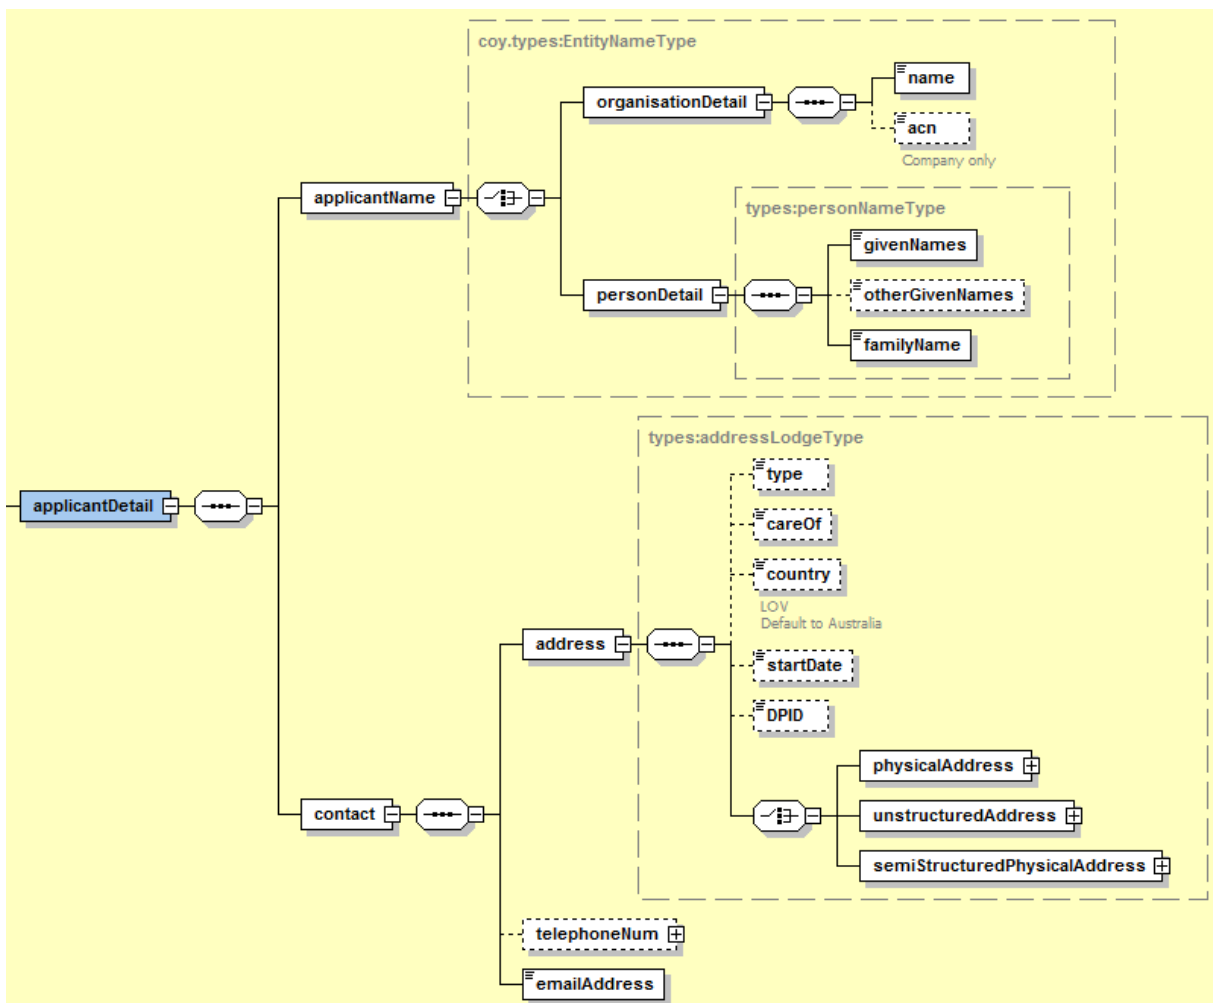 coy.types:EntityNameType
organisationDetail
name
acn
Company only
applicantName
types:personNameType
givenNames
personDetail
otherGivenNames
familyName
types:addressLodgeType
type
applicantDetail
careOf
country
LOV
Default to Australia
address
startDate
DPID
physicalAddress
contact
unstructuredAddress
semiStructuredPhysicalAddress
telephoneNum
emailAddress